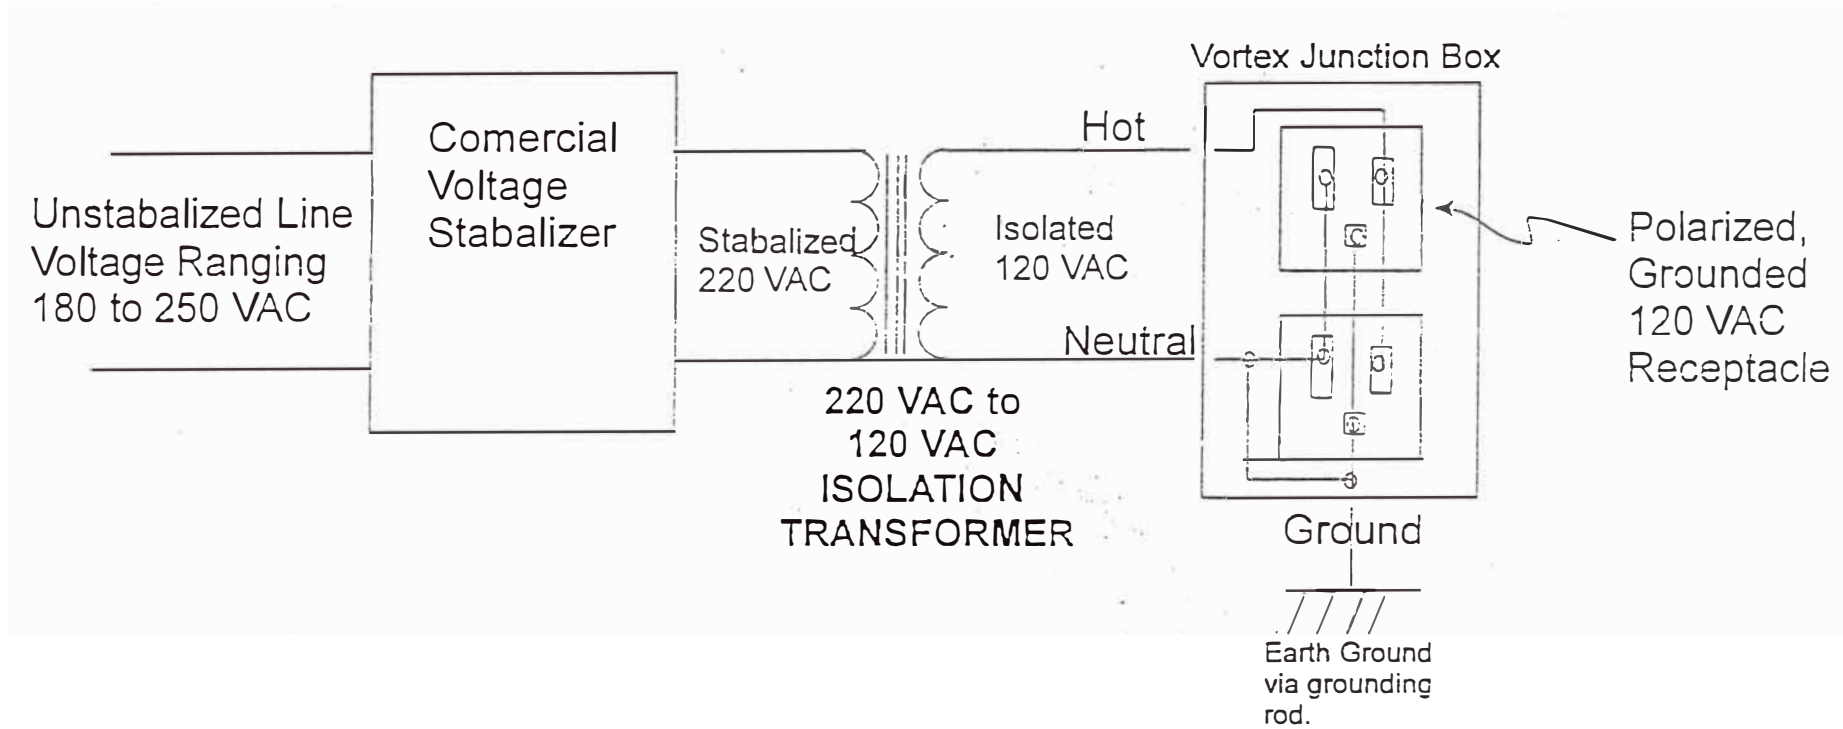 Vortex Junction Box
Unstabalized Line
Voltage Ranging
180 to 250 VAC
Comercial
Voltage
Stabalizer
Stabalized
220 VAC
220 VAC to
120 VAC
ISOLATION
TRANSFORMER
Hot
Isolated
120 VAC
Neutral
Polarized,
Grounded
120 VAC
Receptacle
Ground
Earth Ground
via grounding
rod.